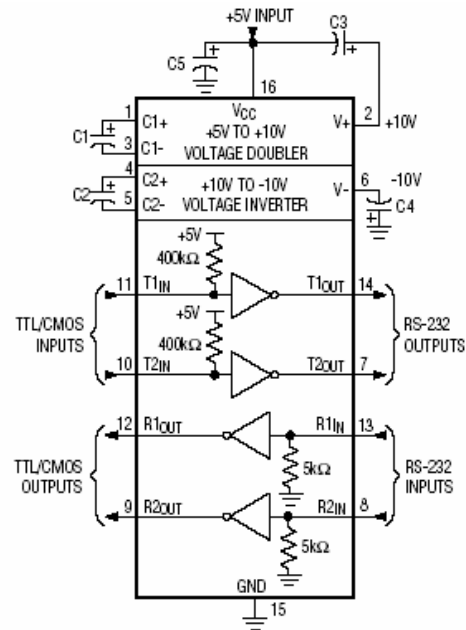 +5V INPUT
C3
C5
+
+
16
VCC
1
C1+
+5V TO +10V
V+
2
+10V
C1
+
3
C1-
VOLTAGE DOUBLER
4
C2+
+10V TO -10V
V-
6
-10V
C2
+
5
C2-
VOLTAGE INVERTER
+
C4
+5V
400kΩ
11
T1IN
T1OUT
14
+5V
TTL/CMOS
INPUTS
RS-232
OUTPUTS
400kΩ
10
T2IN
T2OUT
7
12
R1OUT
R1IN
13
5kΩ
TTL/CMOS
OUTPUTS
RS-232
INPUTS
9
R2OUT
R2IN
8
5kΩ
GND
15